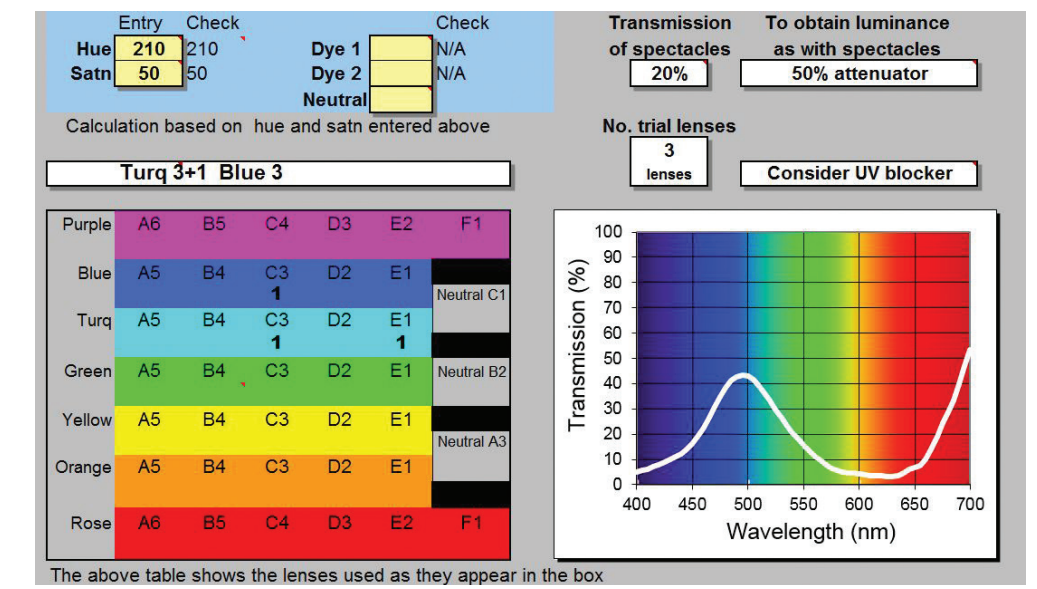 Entry Check Check Transmission To obtain luminance
Hue 210 210 Dye 1 N/A of spectacles as with spectacles
Satn 50 50 Dye 2 N/A 20% 50% attenuator
Neutral
Calculation based on hue and satn entered above No. trial lenses
3
lenses Consider UV blocker
Turq 3+1 Blue 3
Purple A6 B5 C4 D3 E2 F1
Blue A5 B4 C3 D2 E1
1
Neutral C1
Turq A5 B4 C3 D2 E1
1 1
Green A5 B4 C3 D2 E1 Neutral B2
Yellow A5 B4 C3 D2 E1
Neutral A3
Orange A5 B4 C3 D2 E1
Rose A6 B5 C4 D3 E2 F1
The above table shows the lenses used as they appear in the box
Transmission (%)
100
90
80
70
60
50
40
30
20
10
0
400 450 500 550 600 650 700
Wavelength (nm)